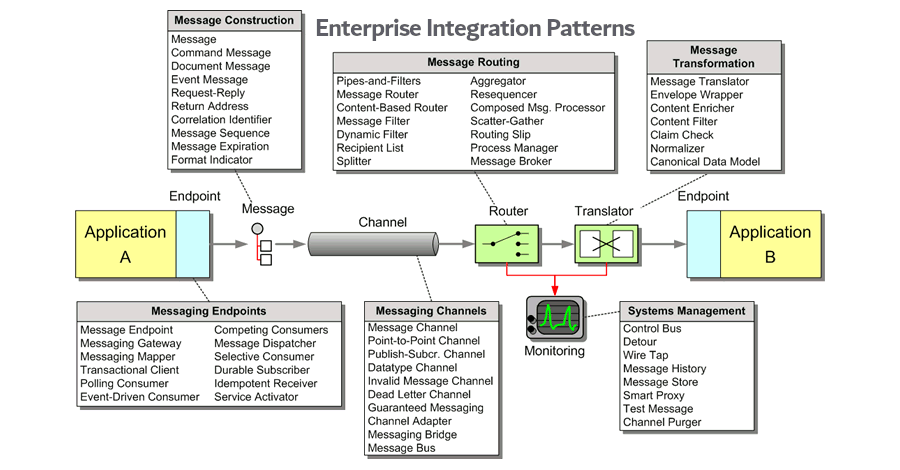 Enterprise Integration Patterns
Message Construction
Message
Command Message
Document Message
Event Message
Request-Reply
Return Address
Correlation Identifier
Message Sequence
Message Expiration
Format Indicator
Message Routing
Pipes-and-Filters
Message Router
Content-Based Router
Message Filter
Dynamic Filter
Recipient List
Splitter
Aggregator
Resequencer
Composed Msg. Processor
Scatter-Gather
Routing Slip
Process Manager
Message Broker
Message
Transformation
Message Translator
Envelope Wrapper
Content Enricher
Content Filter
Claim Check
Normalizer
Canonical Data Model
Endpoint
Message
Channel
Router
Translator
Endpoint
Application
A
Application
B
Monitoring
Messaging Endpoints
Message Endpoint
Messaging Gateway
Messaging Mapper
Transactional Client
Polling Consumer
Event-Driven Consumer
Competing Consumers
Message Dispatcher
Selective Consumer
Durable Subscriber
Idempotent Receiver
Service Activator
Messaging Channels
Message Channel
Point-to-Point Channel
Publish-Subcr. Channel
Datatype Channel
Invalid Message Channel
Dead Letter Channel
Guaranteed Messaging
Channel Adapter
Messaging Bridge
Message Bus
Systems Management
Control Bus
Detour
Wire Tap
Message History
Message Store
Smart Proxy
Test Message
Channel Purger